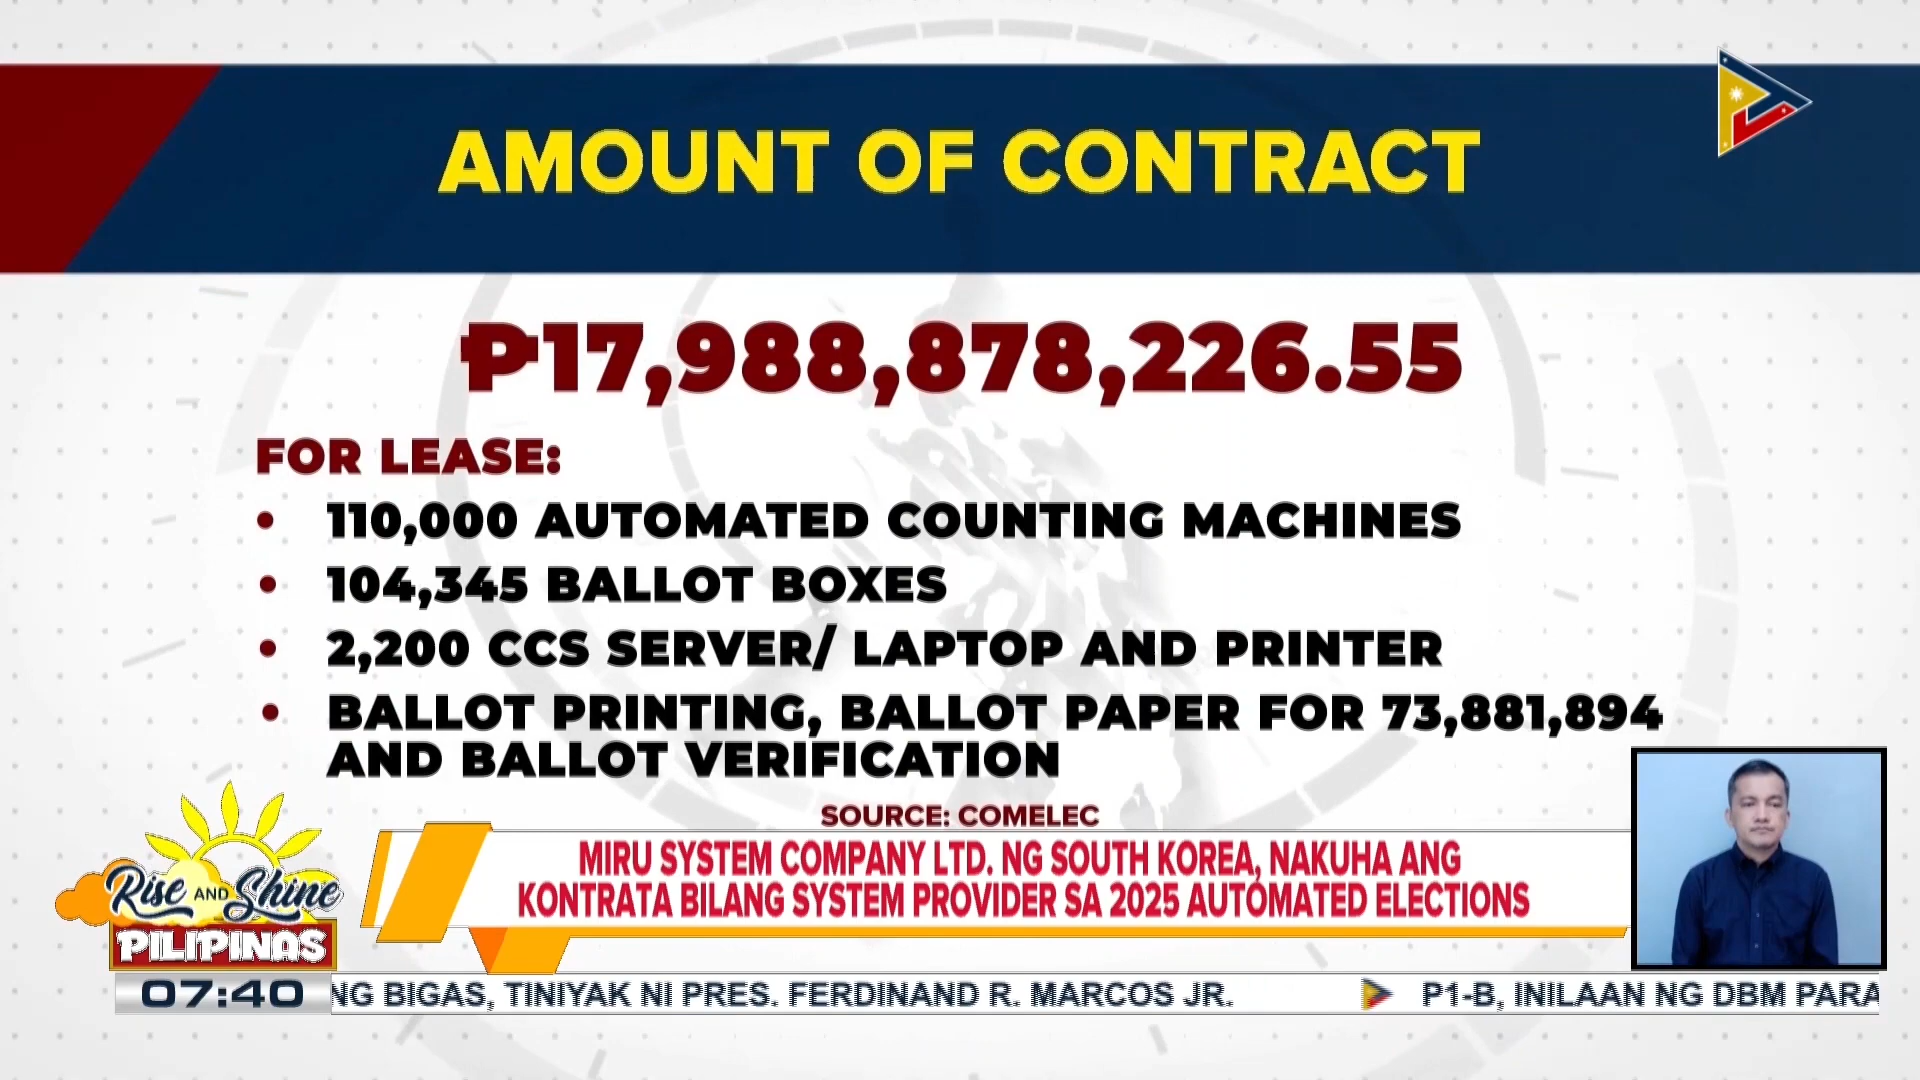 AMOUNT OF CONTRACT
₱17,988,878,226.55
FOR LEASE:
• 110,000 AUTOMATED COUNTING MACHINES
• 104,345 BALLOT BOXES
• 2,200 CCS SERVER/ LAPTOP AND PRINTER
• BALLOT PRINTING, BALLOT PAPER FOR 73,881,894
AND BALLOT VERIFICATION
SOURCE: COMELEC
MIRU SYSTEM COMPANY LTD. NG SOUTH KOREA, NAKUHA ANG
KONTRATA BILANG SYSTEM PROVIDER SA 2025 AUTOMATED ELECTIONS
Rise AND Shine
PILIPINAS
07:40
NG BIGAS, TINIYAK NI PRES. FERDINAND R. MARCOS JR. P1-B, INILAAN NG DBM PARA